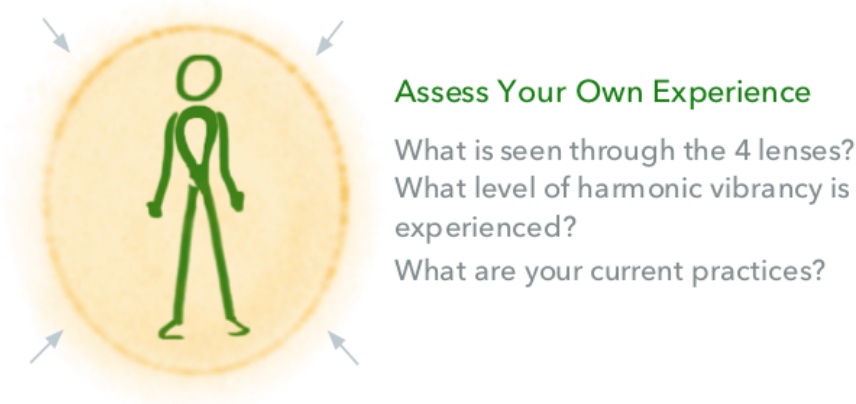 Assess Your Own Experience
What is seen through the 4 lenses?
What level of harmonic vibrancy is
experienced?
What are your current practices?